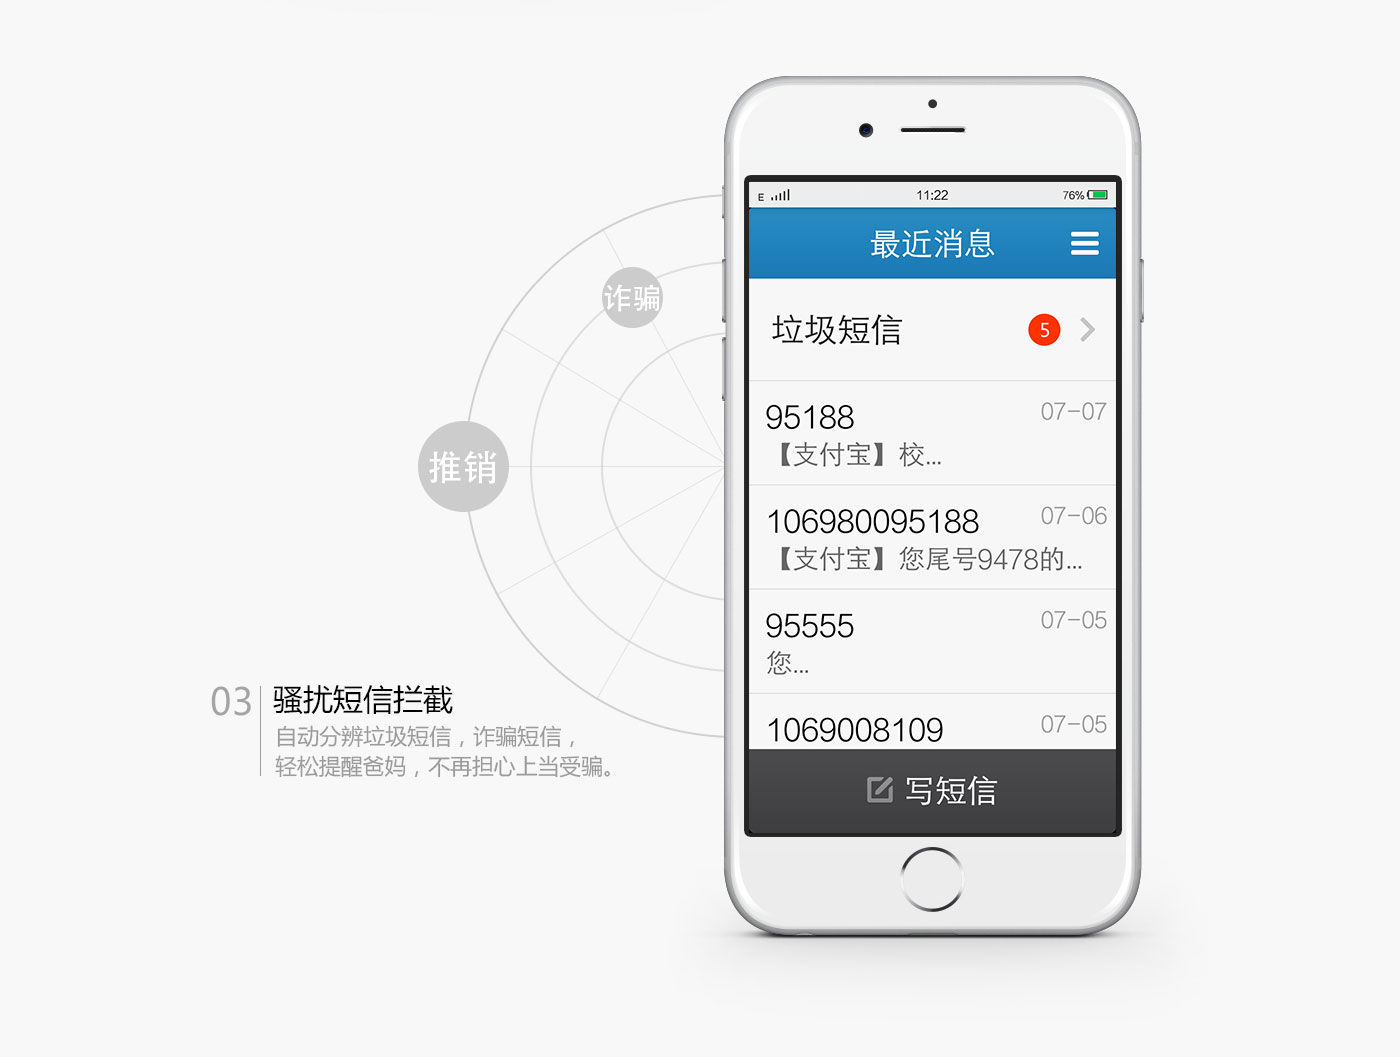 诈骗
推销
03
骚扰短信拦截
自动分辨垃圾短信，诈骗短信，
轻松提醒爸妈，不再担心上当受骗。
E 11:22 76%
最近消息
垃圾短信 5
95188 07-07
【支付宝】校...
106980095188 07-06
【支付宝】您尾号9478的...
95555 07-05
您...
1069008109 07-05
写短信